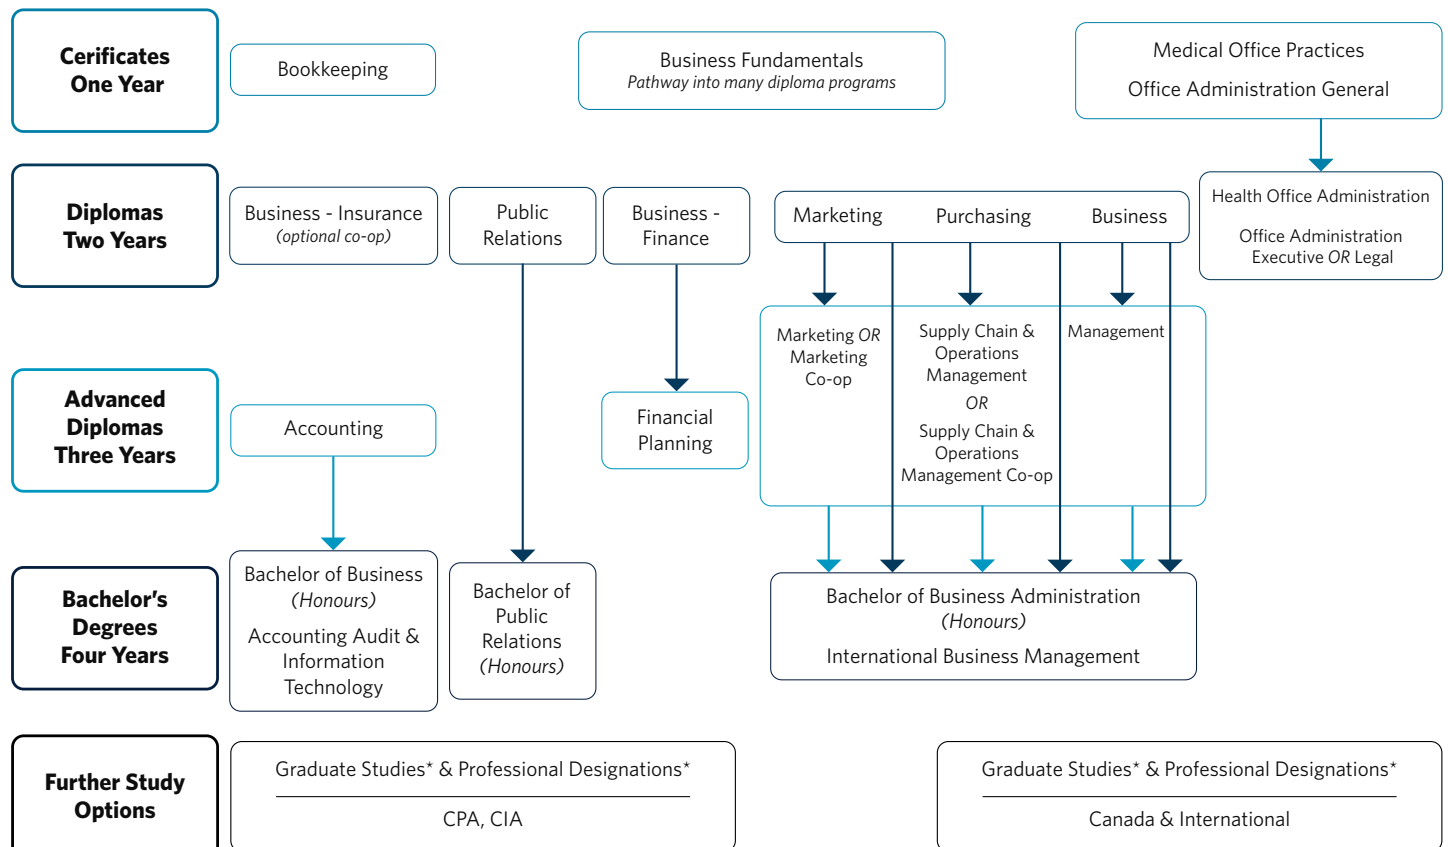 Cerificates
One Year
Bookkeeping
Business Fundamentals
Pathway into many diploma programs
Medical Office Practices
Office Administration General
Diplomas
Two Years
Business - Insurance
(optional co-op)
Public
Relations
Business -
Finance
Marketing
Purchasing
Business
Health Office Administration
Office Administration
Executive OR Legal
Advanced
Diplomas
Three Years
Accounting
Financial
Planning
Marketing OR
Marketing
Co-op
Supply Chain &
Operations
Management
OR
Supply Chain &
Operations
Management Co-op
Management
Bachelor's
Degrees
Four Years
Bachelor of Business
(Honours)
Accounting Audit &
Information
Technology
Bachelor of
Public
Relations
(Honours)
Bachelor of Business Administration
(Honours)
International Business Management
Further Study
Options
Graduate Studies* & Professional Designations*
CPA, CIA
Graduate Studies* & Professional Designations*
Canada & International